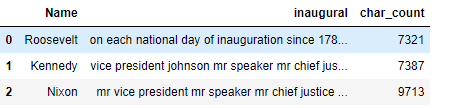 Name inaugural char_count
0 Roosevelt on each national day of inauguration since 178... 7321
1 Kennedy vice president johnson mr speaker mr chief jus... 7387
2 Nixon mr vice president mr speaker mr chief justice ... 9713